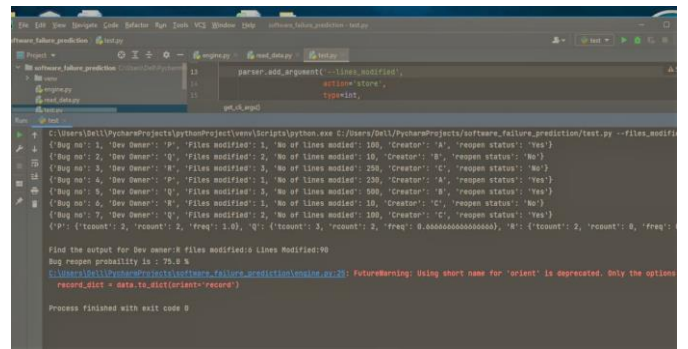 File Edit View Navigate Code Refactor Run Tools VCS Window Help software_failure_prediction - test.py
software_failure_prediction test.py
test
Project
engine.py read_data.py test.py
software_failure_prediction
venv
engine.py
read_data.py
13 parser.add_argument('--lines_modified',
14 action='store',
15 type=int,
get_cli_args()
Run: test
C:\Users\Dell\PycharmProjects\pythonProject\venv\Scripts\python.exe C:/Users/Dell/PycharmProjects/software_failure_prediction/test.py --files_modifie
{'Bug no': 1, 'Dev Owner': 'P', 'Files modified': 1, 'No of lines modied': 100, 'Creator': 'A', 'reopen status': 'Yes'}
{'Bug no': 2, 'Dev Owner': 'Q', 'Files modified': 2, 'No of lines modied': 10, 'Creator': 'B', 'reopen status': 'No'}
{'Bug no': 3, 'Dev Owner': 'R', 'Files modified': 3, 'No of lines modied': 250, 'Creator': 'C', 'reopen status': 'No'}
{'Bug no': 4, 'Dev Owner': 'P', 'Files modified': 1, 'No of lines modied': 230, 'Creator': 'A', 'reopen status': 'Yes'}
{'Bug no': 5, 'Dev Owner': 'Q', 'Files modified': 3, 'No of lines modied': 500, 'Creator': 'B', 'reopen status': 'Yes'}
{'Bug no': 6, 'Dev Owner': 'R', 'Files modified': 1, 'No of lines modied': 10, 'Creator': 'C', 'reopen status': 'No'}
{'Bug no': 7, 'Dev Owner': 'Q', 'Files modified': 2, 'No of lines modied': 100, 'Creator': 'C', 'reopen status': 'Yes'}
{'P': {'tcount': 2, 'rcount': 2, 'freq': 1.0}, 'Q': {'tcount': 3, 'rcount': 2, 'freq': 0.6666666666666666}, 'R': {'tcount': 2, 'rcount': 0, 'freq':
Find the output for Dev owner:R files modified:6 Lines Modified:90
Bug reopen probaility is : 75.0 %
C:\Users\Dell\PycharmProjects\software_failure_prediction\engine.py:25: FutureWarning: Using short name for 'orient' is deprecated. Only the options
record_dict = data.to_dict(orient='record')
Process finished with exit code 0